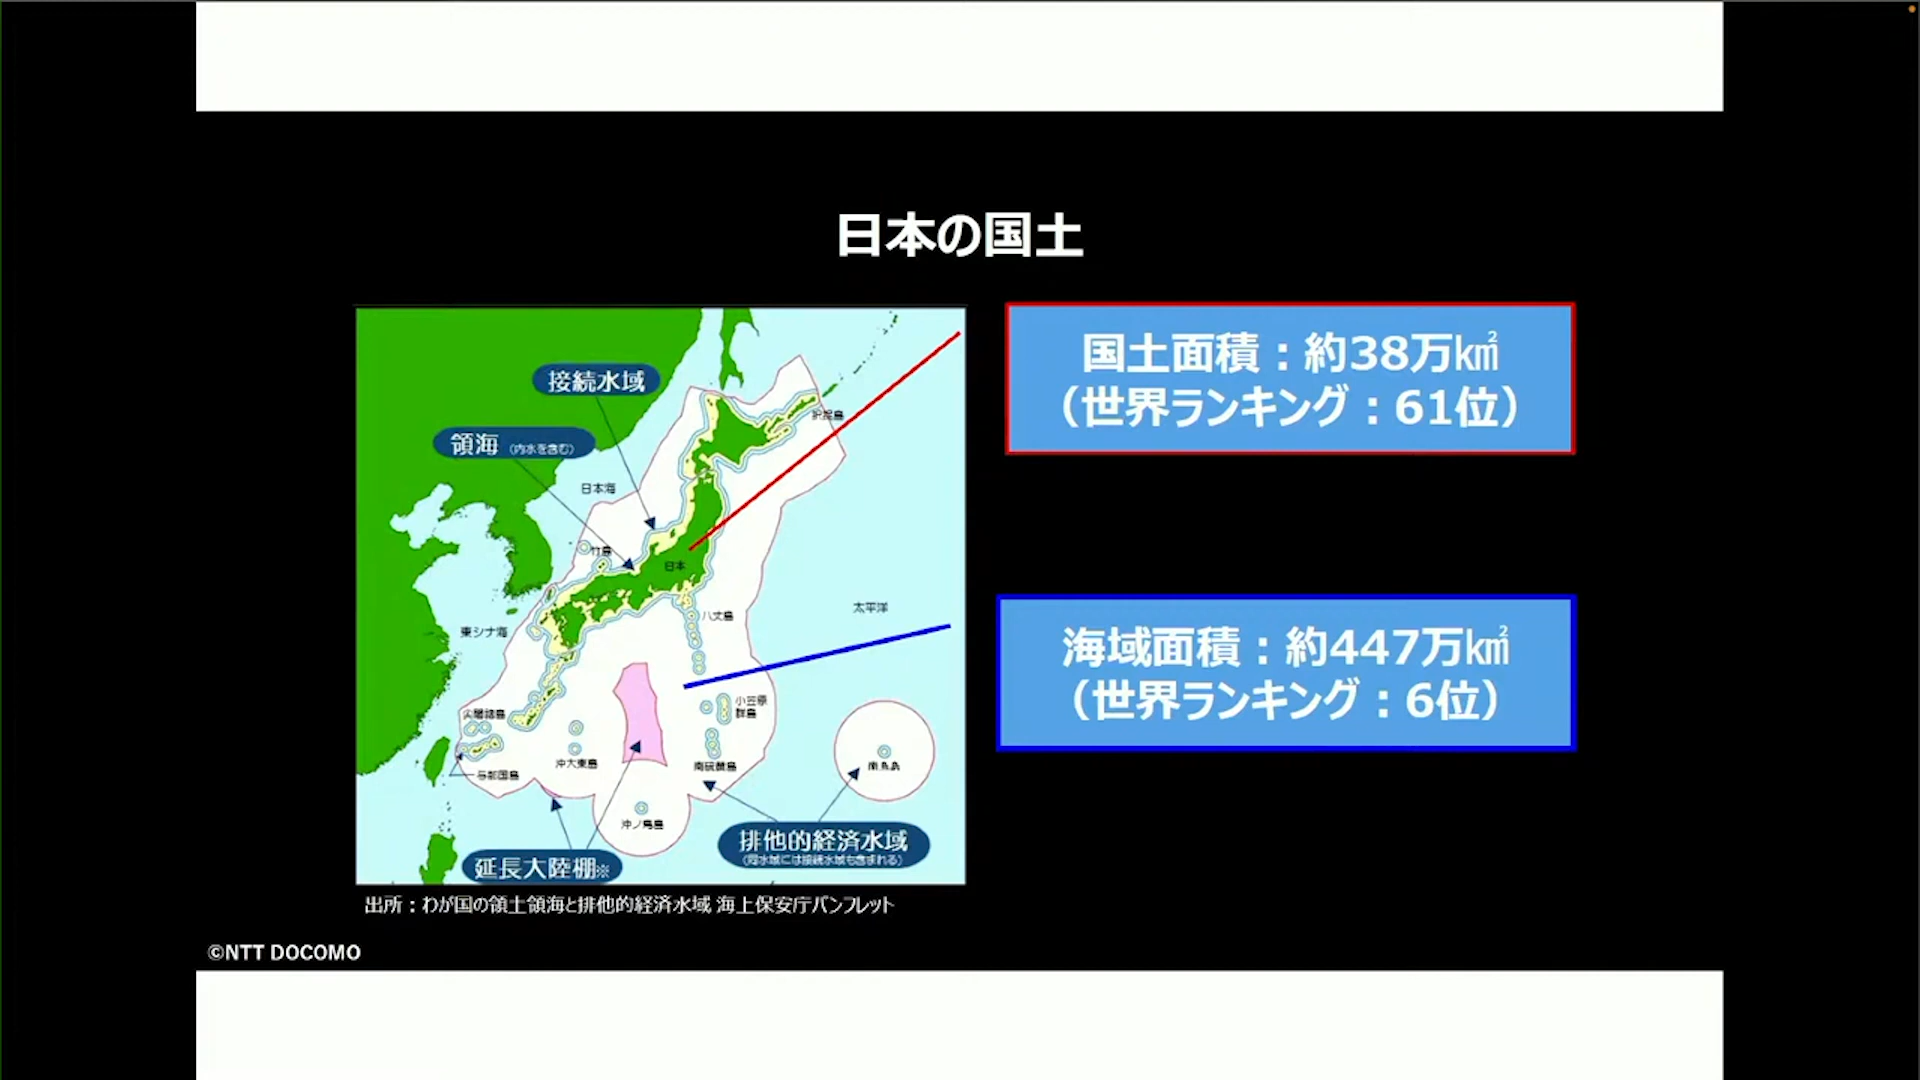 日本の国土
国土面積：約38万㎢
（世界ランキング：61位）
海域面積：約447万㎢
（世界ランキング：6位）
接続水域
領海（内水を含む）
択捉島
日本海
竹島
日本
八丈島
太平洋
東シナ海
尖閣諸島
小笠原
群島
沖大東島
南硫黄島
南鳥島
与那国島
沖ノ鳥島
排他的経済水域
（同水域には接続水域も含まれる）
延長大陸棚※
出所：わが国の領土領海と排他的経済水域 海上保安庁パンフレット
©NTT DOCOMO